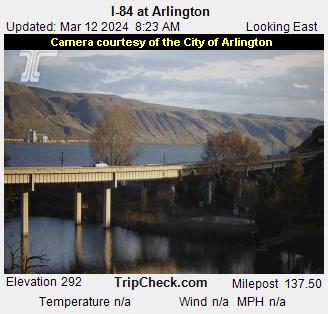 I-84 at Arlington
Updated: Mar 12 2024 8:23 AM Looking East
Camera courtesy of the City of Arlington
Elevation 292 TripCheck.com Milepost 137.50
Temperature n/a Wind n/a MPH n/a